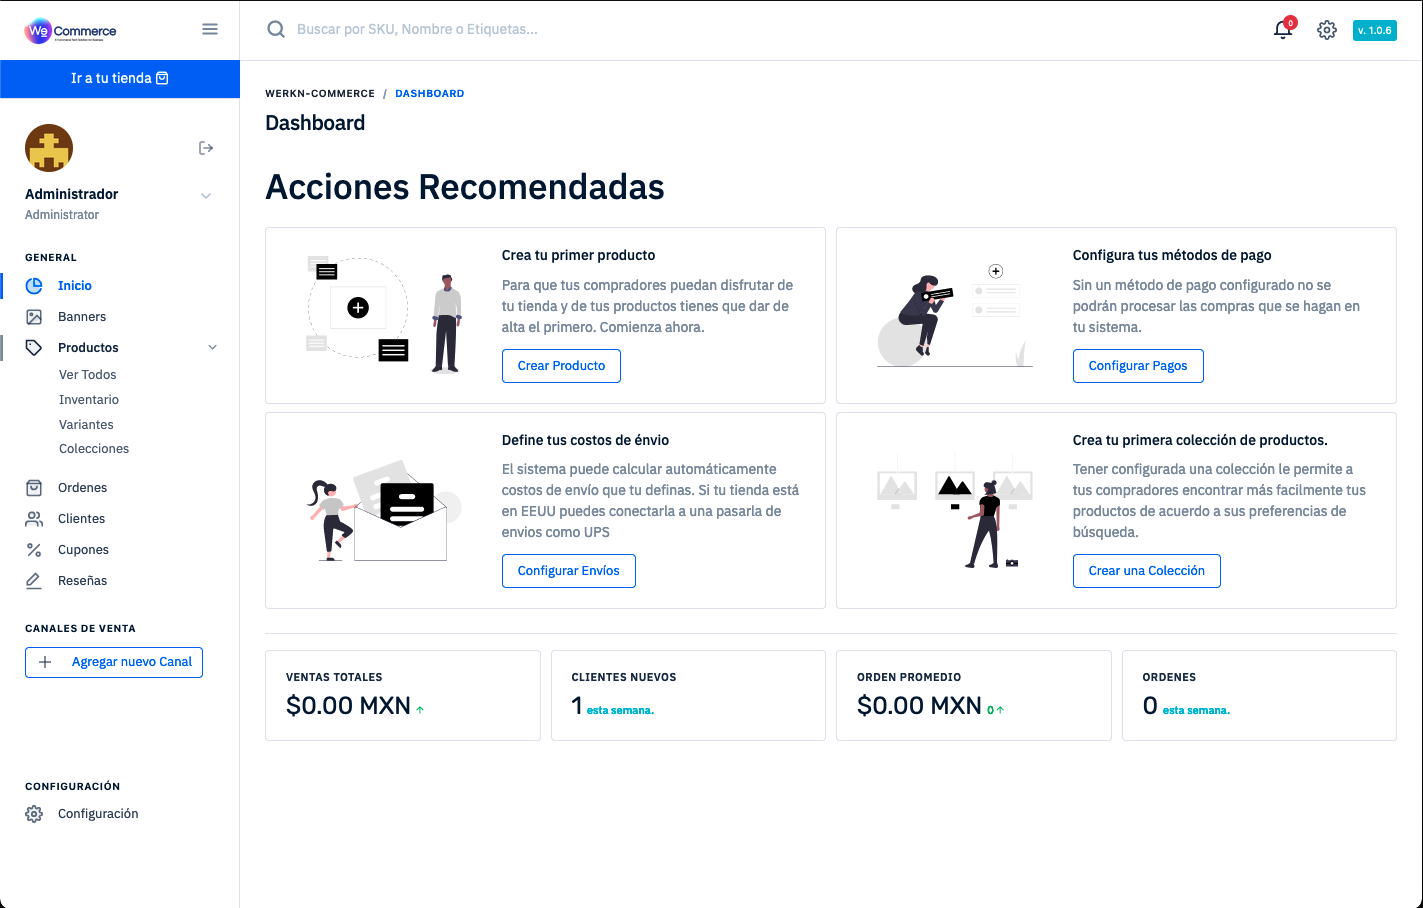 We Commerce
Buscar por SKU, Nombre o Etiquetas...
0
v. 1.0.6
Ir a tu tienda
WERKN-COMMERCE / DASHBOARD
Dashboard
Administrador
Administrator
GENERAL
Inicio
Banners
Productos
Ver Todos
Inventario
Variantes
Colecciones
Ordenes
Clientes
Cupones
Reseñas
CANALES DE VENTA
Agregar nuevo Canal
CONFIGURACIÓN
Configuración
Acciones Recomendadas
Crea tu primer producto
Para que tus compradores puedan disfrutar de
tu tienda y de tus productos tienes que dar de
alta el primero. Comienza ahora.
Crear Producto
Configura tus métodos de pago
Sin un método de pago configurado no se
podrán procesar las compras que se hagan en
tu sistema.
Configurar Pagos
Define tus costos de énvio
El sistema puede calcular automáticamente
costos de envío que tu definas. Si tu tienda está
en EEUU puedes conectarla a una pasarla de
envios como UPS
Configurar Envíos
Crea tu primera colección de productos.
Tener configurada una colección le permite a
tus compradores encontrar más facilmente tus
productos de acuerdo a sus preferencias de
búsqueda.
Crear una Colección
VENTAS TOTALES
$0.00 MXN
CLIENTES NUEVOS
1 esta semana.
ORDEN PROMEDIO
$0.00 MXN 0
ORDENES
0 esta semana.